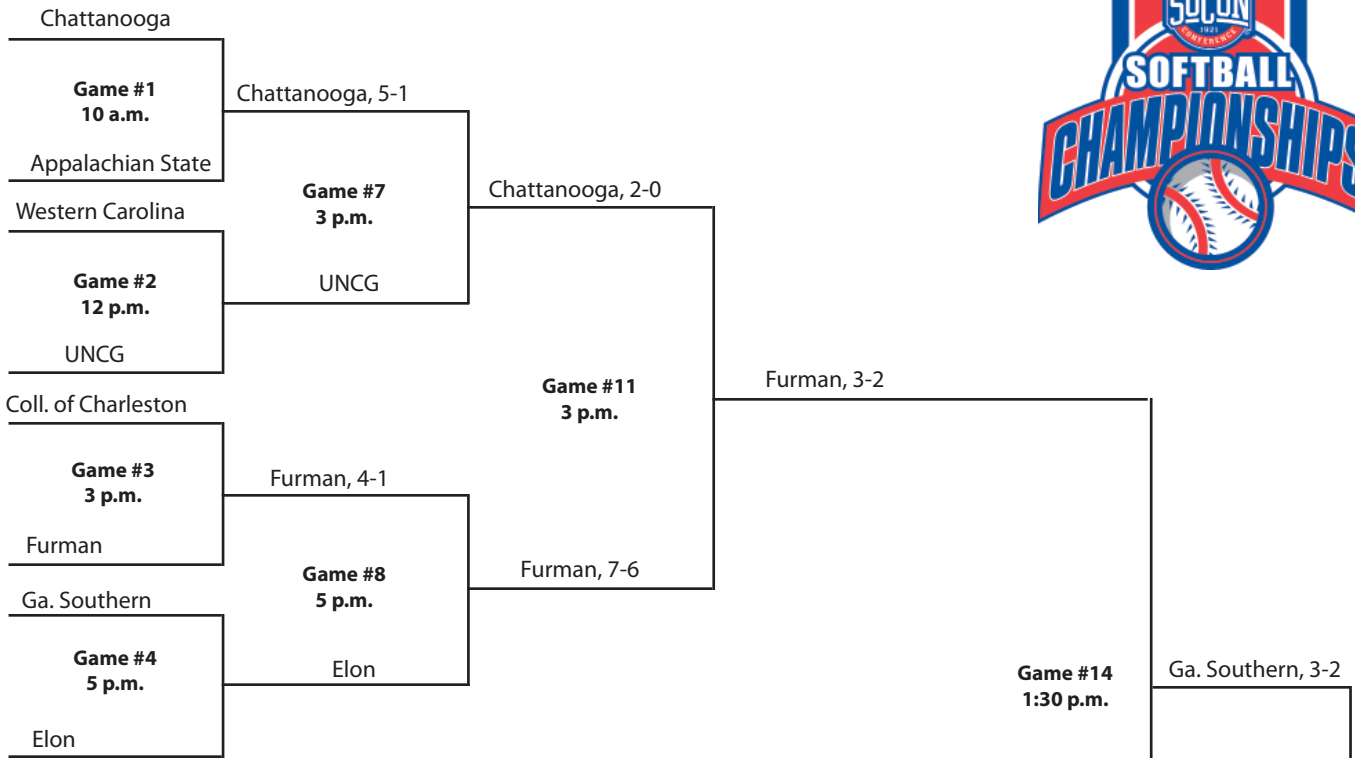 SOCON
1921
CONFERENCE
SOFTBALL
CHAMPIONSHIPS
Chattanooga
Game #1
10 a.m.
Chattanooga, 5-1
Appalachian State
Game #7
3 p.m.
Chattanooga, 2-0
Western Carolina
Game #2
12 p.m.
UNCG
UNCG
Game #11
3 p.m.
Furman, 3-2
Coll. of Charleston
Game #3
3 p.m.
Furman, 4-1
Furman
Game #8
5 p.m.
Furman, 7-6
Ga. Southern
Game #4
5 p.m.
Elon
Elon
Game #14
1:30 p.m.
Ga. Southern, 3-2